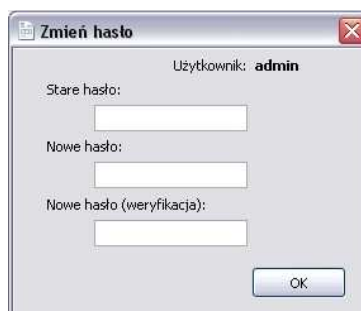 Zmień hasło
Użytkownik: admin
Stare hasło:
Nowe hasło:
Nowe hasło (weryfikacja):
OK